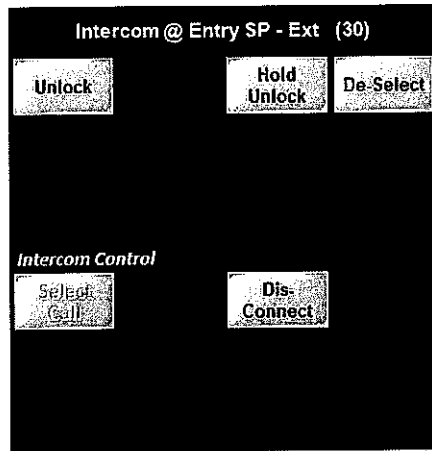 Intercom @ Entry SP - Ext (30)
Unlock
Hold
Unlock
De-Select
Intercom Control
Select
Call
Dis-
Connect